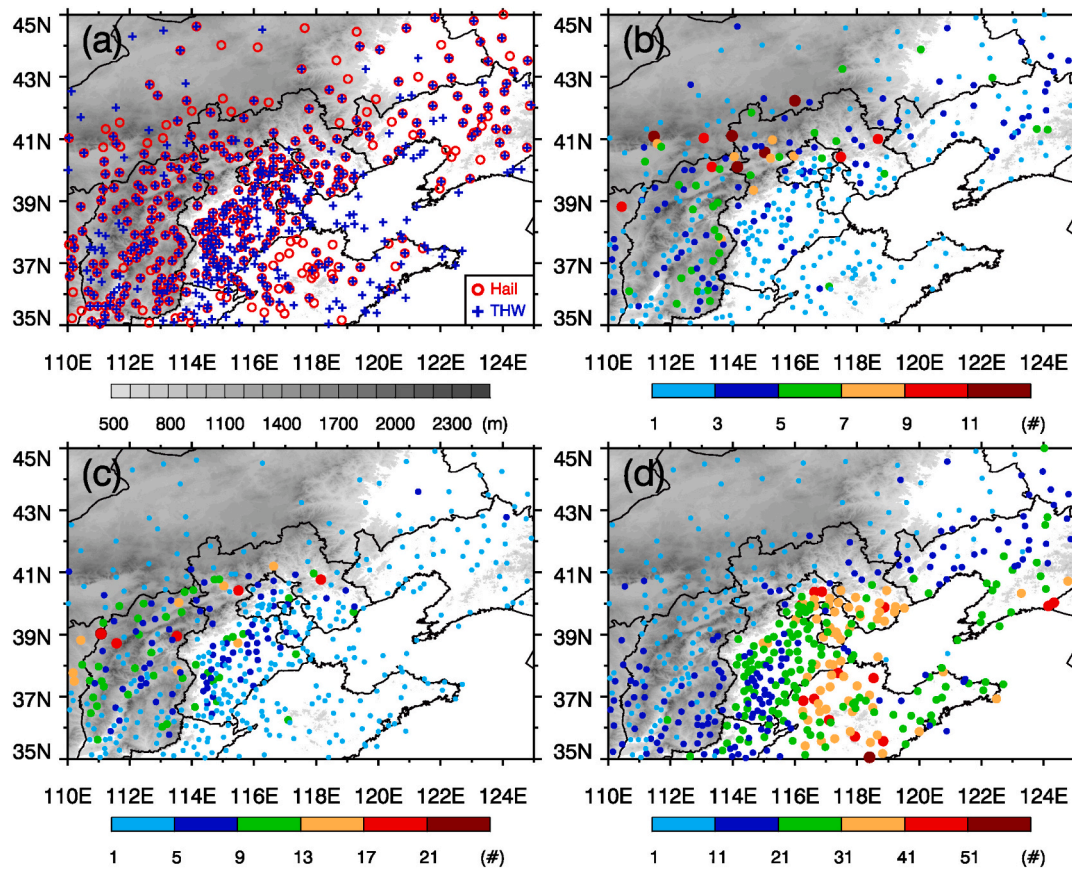 45N (a) 45N (b)
43N 43N
41N 41N
39N 39N
37N Hail 37N
THW
35N 35N
110E 112E 114E 116E 118E 120E 122E 124E 110E 112E 114E 116E 118E 120E 122E 124E
500 800 1100 1400 1700 2000 2300 (m) 1 3 5 7 9 11 (#)
45N (c) 45N (d)
43N 43N
41N 41N
39N 39N
37N 37N
35N 35N
110E 112E 114E 116E 118E 120E 122E 124E 110E 112E 114E 116E 118E 120E 122E 124E
1 5 9 13 17 21 (#) 1 11 21 31 41 51 (#)